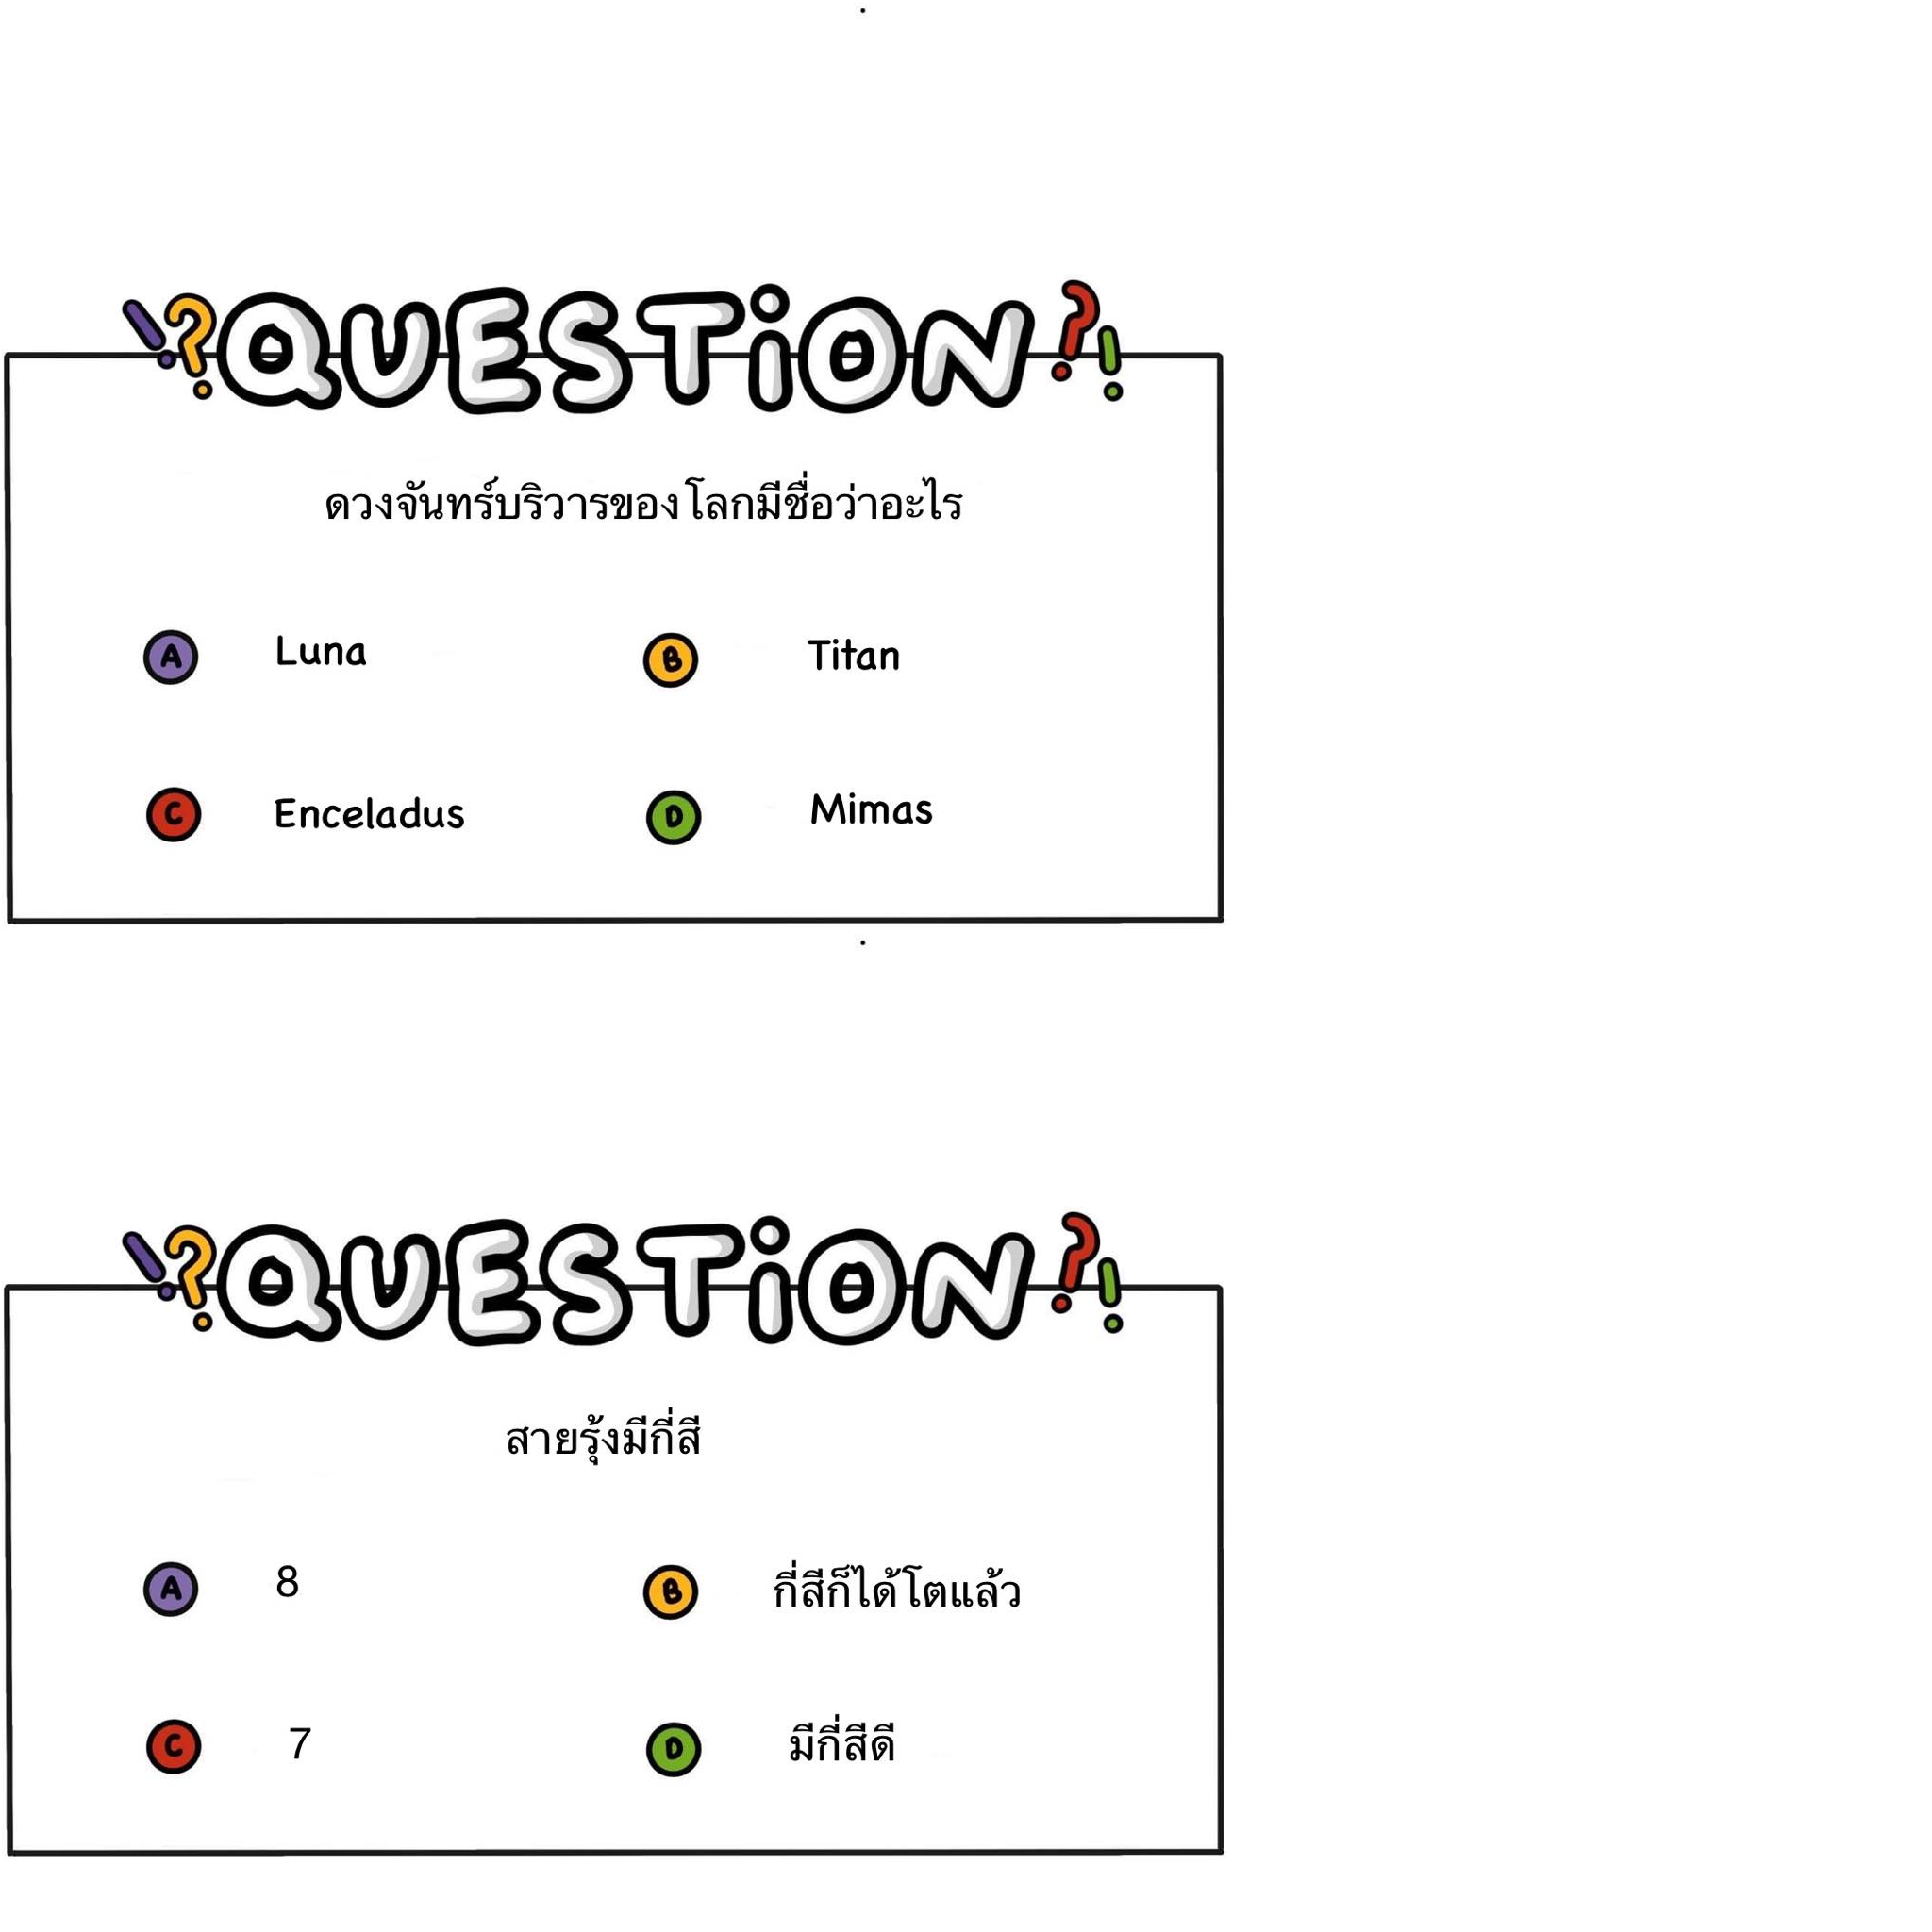 QUESTiON
ดวงจันทร์บริวารของโลกมีชื่อว่าอะไร
A Luna
B Titan
C Enceladus
D Mimas
QUESTiON
สายรุ้งมีกี่สี
A 8
B กี่สีก็ได้โตแล้ว
C 7
D มีกี่สีดี